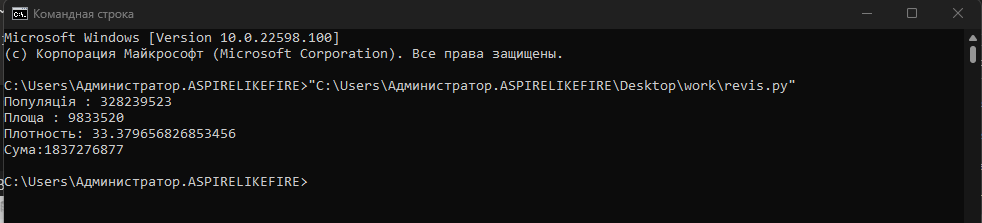 Командная строка
Microsoft Windows [Version 10.0.22598.100]
(c) Корпорация Майкрософт (Microsoft Corporation). Все права защищены.
C:\Users\Администратор.ASPIRELIKEFIRE>"C:\Users\Администратор.ASPIRELIKEFIRE\Desktop\work\revis.py"
Популяція : 328239523
Площа : 9833520
Плотность: 33.379656826853456
Сума:1837276877
C:\Users\Администратор.ASPIRELIKEFIRE>